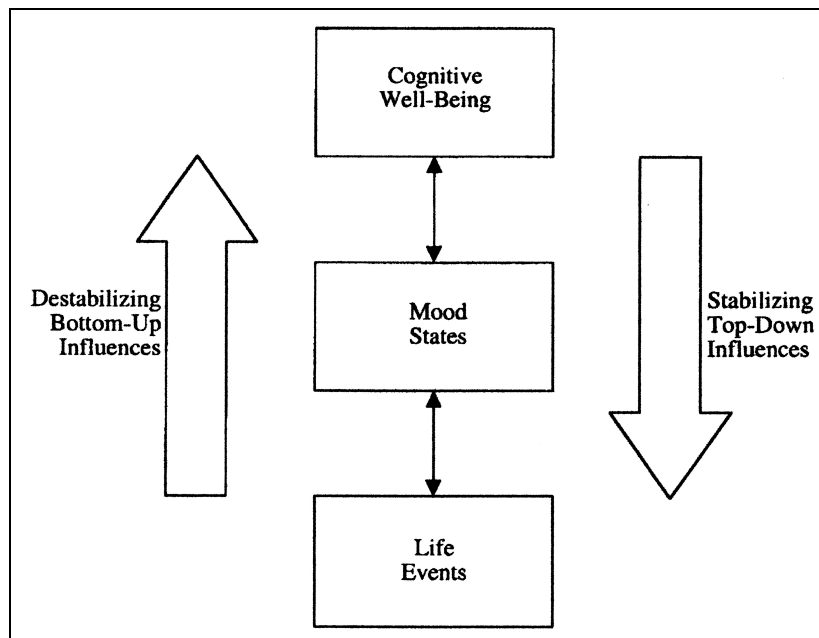 Cognitive
Well-Being
Destabilizing
Bottom-Up
Influences
Mood
States
Stabilizing
Top-Down
Influences
Life
Events